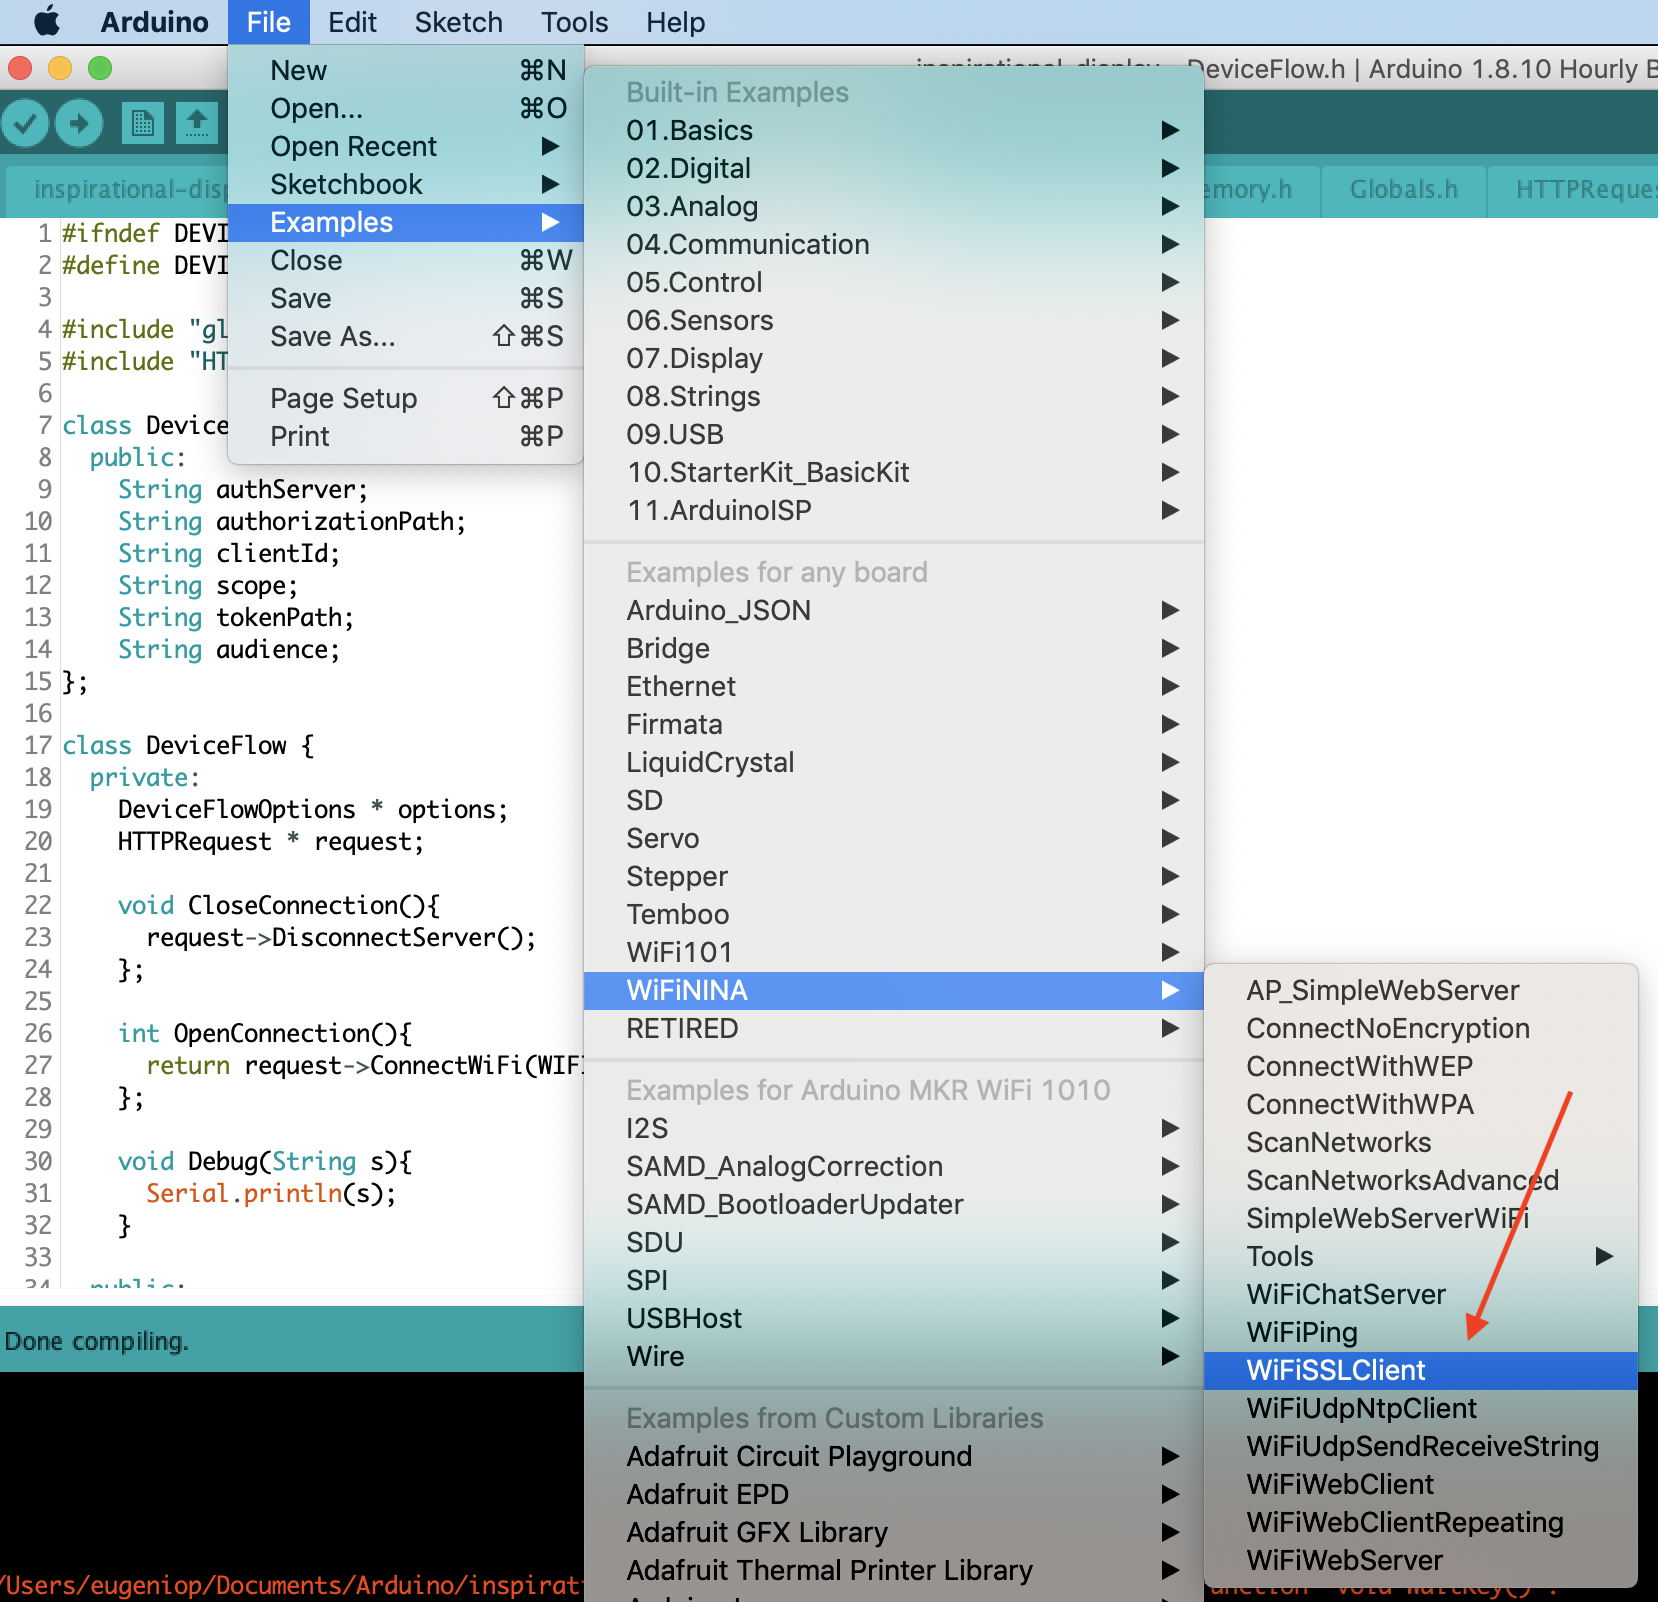 Arduino File Edit Sketch Tools Help
DeviceFlow.h | Arduino 1.8.10 Hourly B
New ⌘N
Open... ⌘O
Open Recent
Sketchbook
Examples
Close ⌘W
Save ⌘S
Save As... ⇧⌘S
Page Setup ⇧⌘P
Print ⌘P
inspirational-disp
emory.h
Globals.h
HTTPReques
1 #ifndef DEVI
2 #define DEVI
3
4 #include "gl
5 #include "HT
6
7 class Device
8 public:
9 String authServer;
10 String authorizationPath;
11 String clientId;
12 String scope;
13 String tokenPath;
14 String audience;
15 };
16
17 class DeviceFlow {
18 private:
19 DeviceFlowOptions * options;
20 HTTPRequest * request;
21
22 void CloseConnection(){
23 request->DisconnectServer();
24 };
25
26 int OpenConnection(){
27 return request->ConnectWiFi(WIFI
28 };
29
30 void Debug(String s){
31 Serial.println(s);
32 }
33
34 public:
Done compiling.
/Users/eugeniop/Documents/Arduino/inspirati
Built-in Examples
01.Basics
02.Digital
03.Analog
04.Communication
05.Control
06.Sensors
07.Display
08.Strings
09.USB
10.StarterKit_BasicKit
11.ArduinoISP
Examples for any board
Arduino_JSON
Bridge
Ethernet
Firmata
LiquidCrystal
SD
Servo
Stepper
Temboo
WiFi101
WiFiNINA
RETIRED
Examples for Arduino MKR WiFi 1010
I2S
SAMD_AnalogCorrection
SAMD_BootloaderUpdater
SDU
SPI
USBHost
Wire
Examples from Custom Libraries
Adafruit Circuit Playground
Adafruit EPD
Adafruit GFX Library
Adafruit Thermal Printer Library
AP_SimpleWebServer
ConnectNoEncryption
ConnectWithWEP
ConnectWithWPA
ScanNetworks
ScanNetworksAdvanced
SimpleWebServerWiFi
Tools
WiFiChatServer
WiFiPing
WiFiSSLClient
WiFiUdpNtpClient
WiFiUdpSendReceiveString
WiFiWebClient
WiFiWebClientRepeating
WiFiWebServer